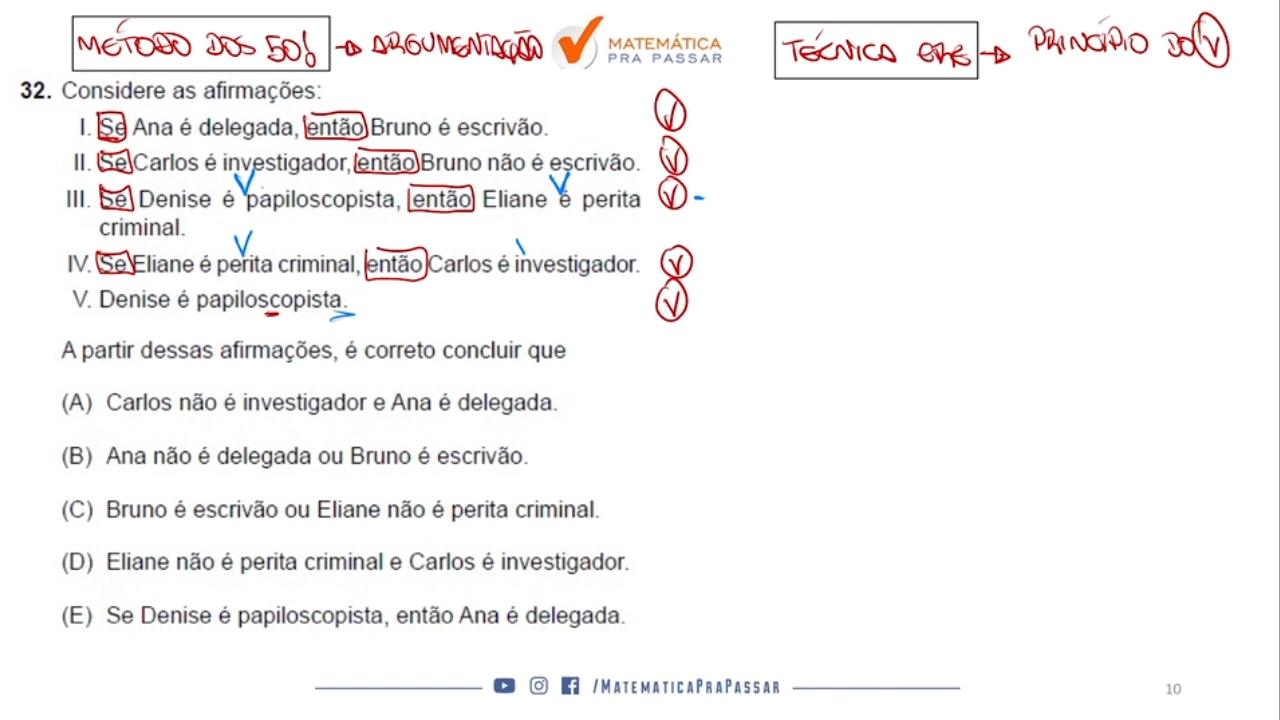 MÉTODO DOS 50! → ARGUMENTAÇÃO
MATEMÁTICA
PRA PASSAR
TÉCNICA → PRINCÍPIO DO V
32. Considere as afirmações:
I. Se Ana é delegada, então Bruno é escrivão. V
II. Se Carlos é investigador, então Bruno não é escrivão. V
V V
III. Se Denise é papiloscopista, então Eliane é perita V
criminal.
V
IV. Se Eliane é perita criminal, então Carlos é investigador. V
V. Denise é papiloscopista. V
A partir dessas afirmações, é correto concluir que
(A) Carlos não é investigador e Ana é delegada.
(B) Ana não é delegada ou Bruno é escrivão.
(C) Bruno é escrivão ou Eliane não é perita criminal.
(D) Eliane não é perita criminal e Carlos é investigador.
(E) Se Denise é papiloscopista, então Ana é delegada.
/MATEMATICAPRAPASSAR
10